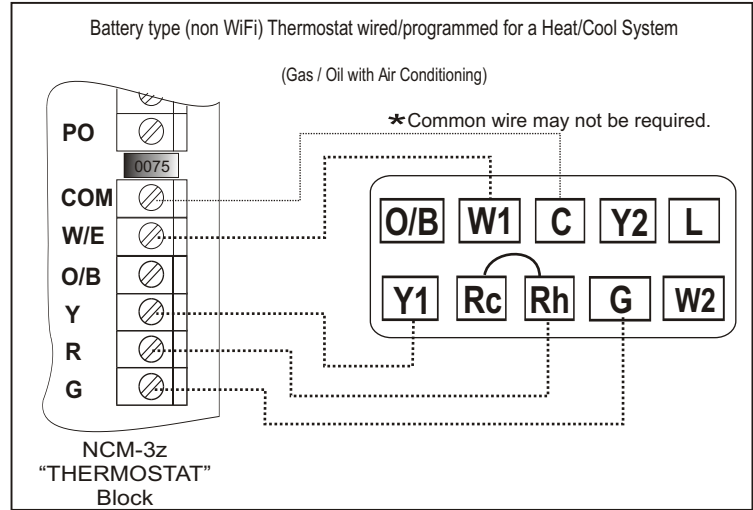 Battery type (non WiFi) Thermostat wired/programmed for a Heat/Cool System
(Gas / Oil with Air Conditioning)
*Common wire may not be required.
PO
0075
COM
W/E
O/B
Y
R
G
O/B W1 C Y2 L
Y1 Rc Rh G W2
NCM-3z
“THERMOSTAT”
Block